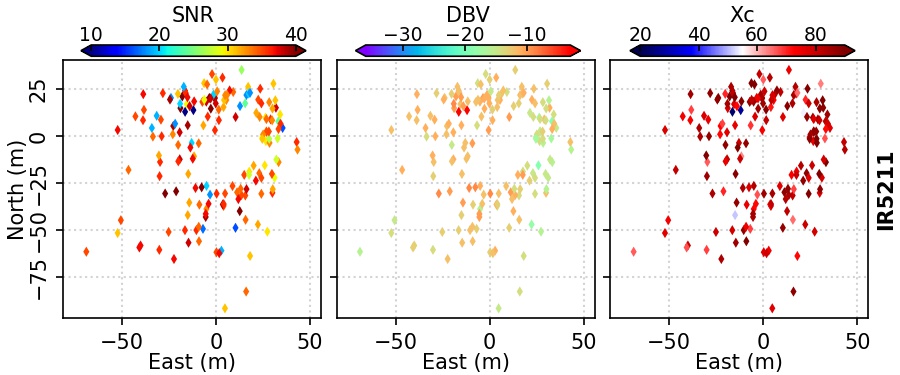 SNR
DBV
Xc
10 20 30 40
−30 −20 −10
20 40 60 80
25
0
−25
−50
−75
North (m)
IR5211
−50 0 50
−50 0 50
−50 0 50
East (m)
East (m)
East (m)